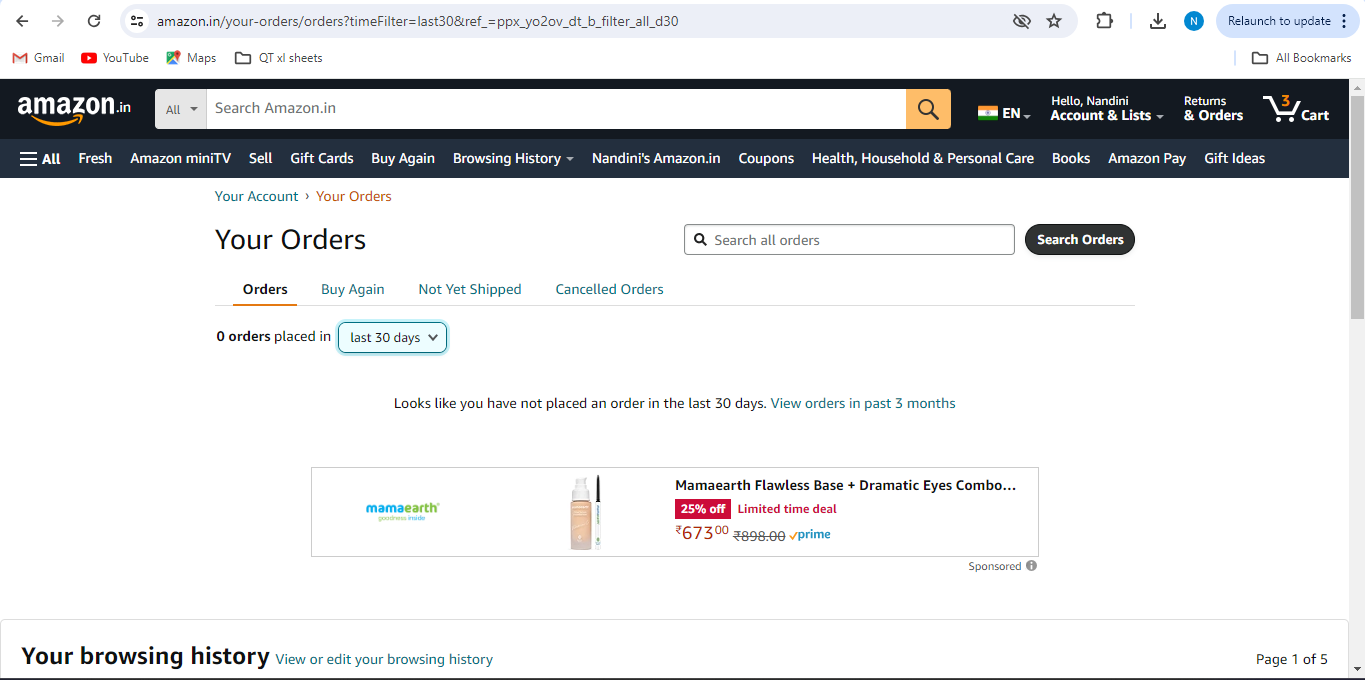 amazon.in/your-orders/orders?timeFilter=last30&ref_=ppx_yo2ov_dt_b_filter_all_d30
N
Relaunch to update
Gmail
YouTube
Maps
QT xl sheets
All Bookmarks
amazon.in
All
Search Amazon.in
EN
Hello, Nandini
Account & Lists
Returns
& Orders
3
Cart
All
Fresh
Amazon miniTV
Sell
Gift Cards
Buy Again
Browsing History
Nandini's Amazon.in
Coupons
Health, Household & Personal Care
Books
Amazon Pay
Gift Ideas
Your Account › Your Orders
Your Orders
Search all orders
Search Orders
Orders
Buy Again
Not Yet Shipped
Cancelled Orders
0 orders placed in
last 30 days
Looks like you have not placed an order in the last 30 days. View orders in past 3 months
mamaearth
goodness inside
Mamaearth Flawless Base + Dramatic Eyes Combo...
25% off Limited time deal
₹67300 ₹898.00 prime
Sponsored
Your browsing history View or edit your browsing history
Page 1 of 5